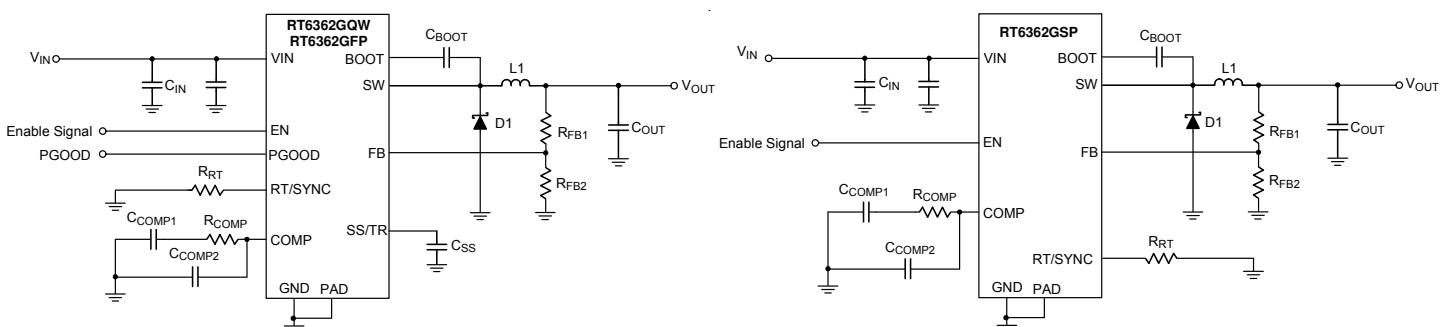 RT6362GQW
RT6362GFP
VIN
CIN
VIN
BOOT
CBOOT
SW
L1
VOUT
D1
RFB1
COUT
Enable Signal
EN
PGOOD
PGOOD
FB
RFB2
RRT
RT/SYNC
CCOMP1
RCOMP
COMP
CCOMP2
SS/TR
CSS
GND
PAD
RT6362GSP
VIN
CIN
VIN
BOOT
CBOOT
SW
L1
VOUT
D1
RFB1
COUT
Enable Signal
EN
FB
RFB2
CCOMP1
RCOMP
COMP
CCOMP2
RT/SYNC
RRT
GND
PAD